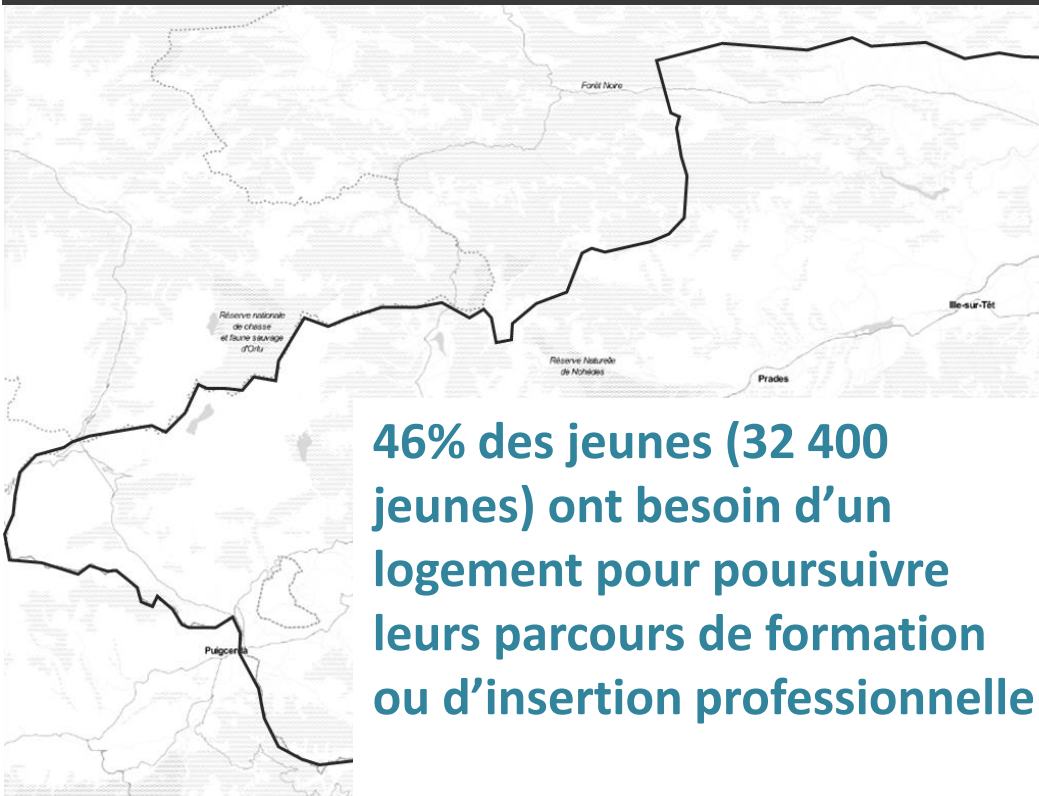 Forêt Noire
Ille-sur-Têt
Réserve nationale
de chasse
et faune sauvage
d'Orlu
Réserve Naturelle
de Nohèdes
Prades
46% des jeunes (32 400
jeunes) ont besoin d’un
logement pour poursuivre
leurs parcours de formation
ou d’insertion professionnelle
Puigcerdà